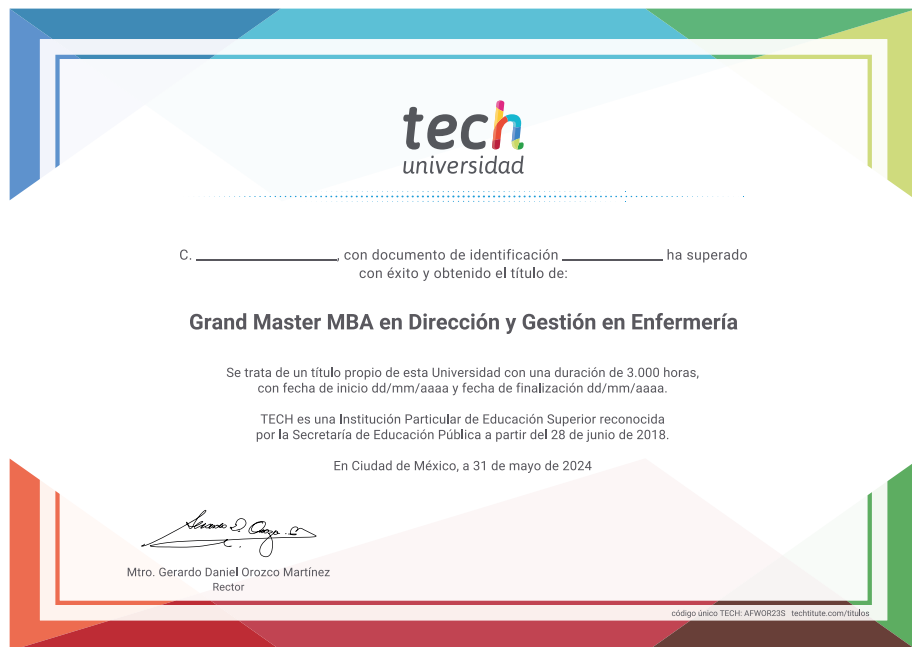 tech
universidad
C. ____________, con documento de identificación ____________ ha superado
con éxito y obtenido el título de:
Grand Master MBA en Dirección y Gestión en Enfermería
Se trata de un título propio de esta Universidad con una duración de 3.000 horas,
con fecha de inicio dd/mm/aaaa y fecha de finalización dd/mm/aaaa.
TECH es una Institución Particular de Educación Superior reconocida
por la Secretaría de Educación Pública a partir del 28 de junio de 2018.
En Ciudad de México, a 31 de mayo de 2024
Mtro. Gerardo Daniel Orozco Martínez
Rector
código único TECH: AFWOR23S techtitute.com/titulos